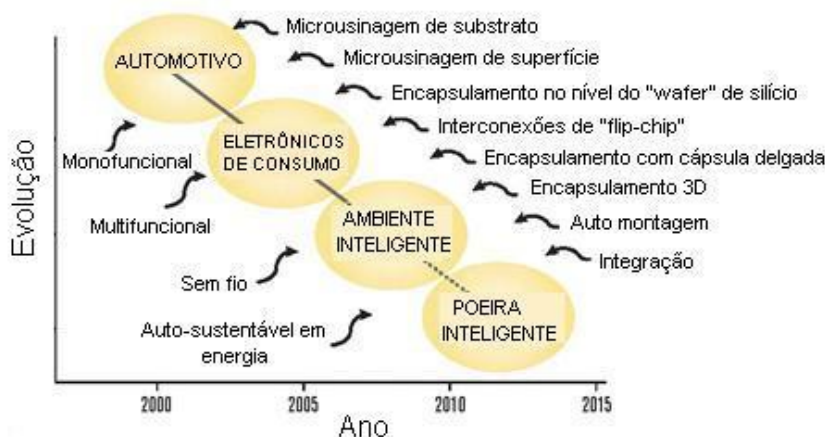 Microusinagem de substrato
AUTOMOTIVO
Microusinagem de superfície
Encapsulamento no nível do "wafer" de silício
Interconexões de "flip-chip"
Monofuncional
ELETRÔNICOS
DE CONSUMO
Encapsulamento com cápsula delgada
Encapsulamento 3D
Multifuncional
AMBIENTE
INTELIGENTE
Auto montagem
Integração
Sem fio
POEIRA
INTELIGENTE
Auto-sustentável em
energia
Evolução
2000
2005
2010
2015
Ano